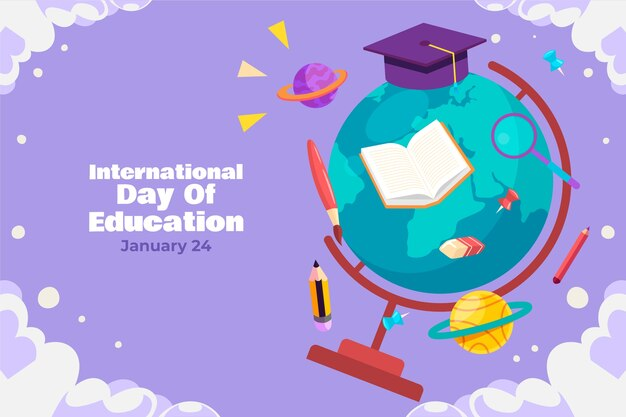 International
Day Of
Education
January 24